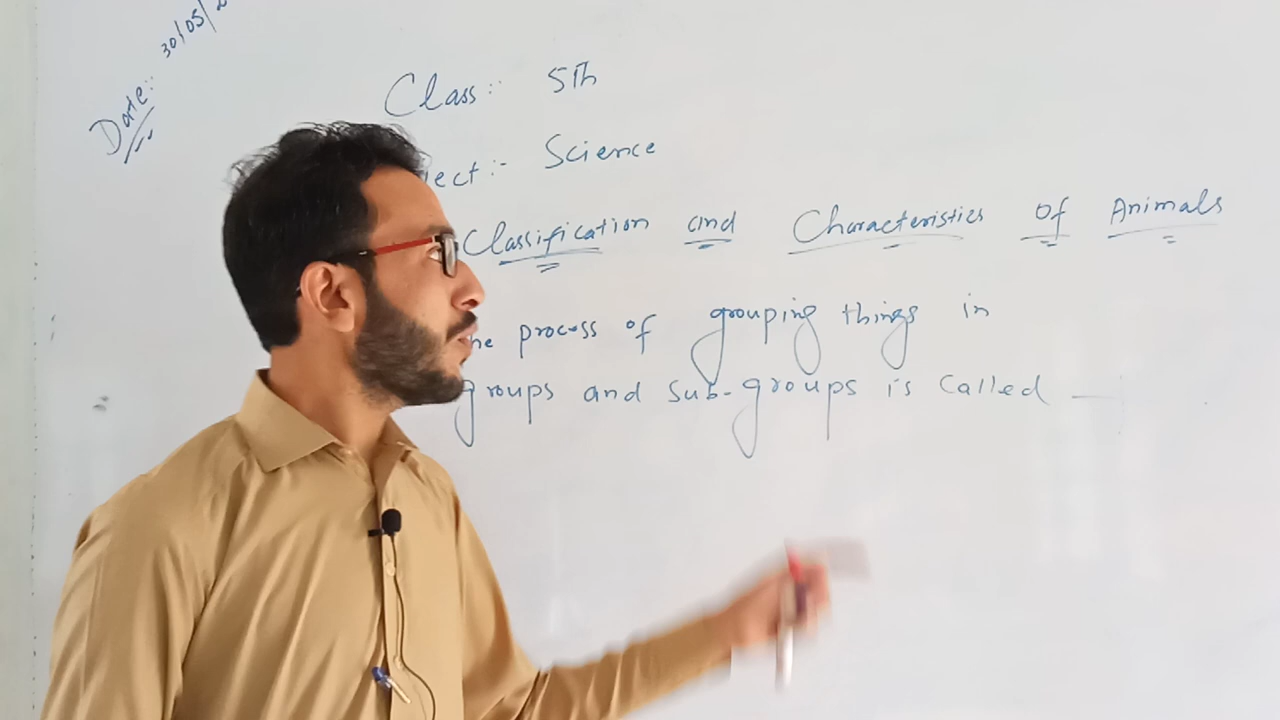 Date:- 30/05/
Class:- 5Th
ject:- Science
Classification and Characteristics Of Animals
he process of grouping things in
groups and sub-groups is called